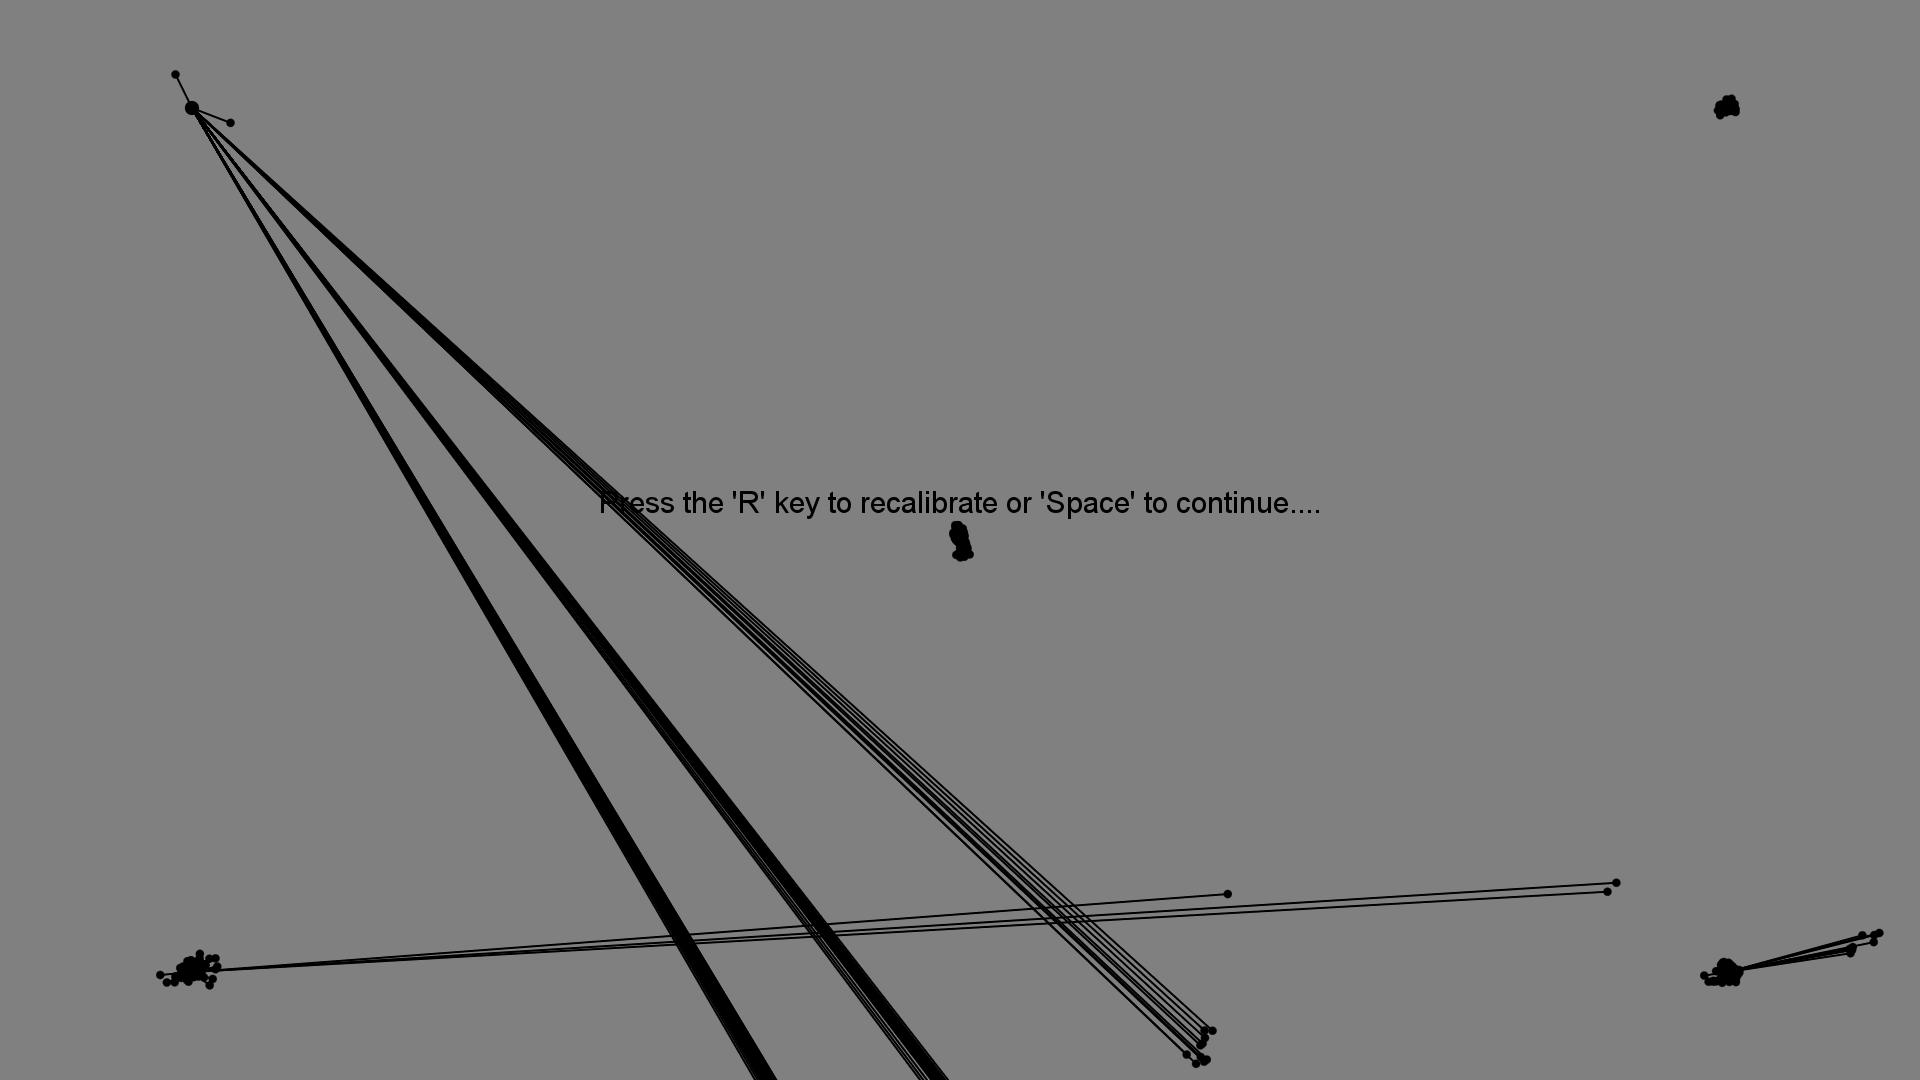 Press the 'R' key to recalibrate or 'Space' to continue....